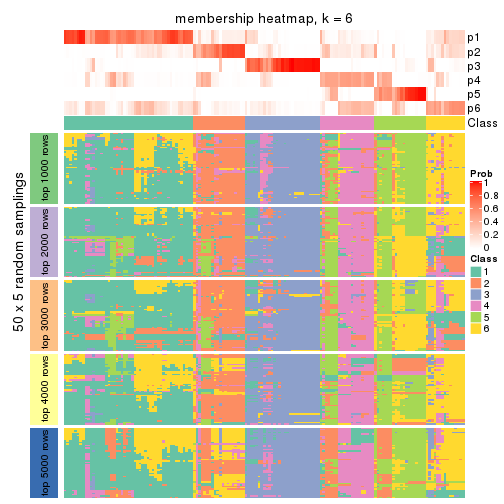 membership heatmap, k = 6
p1
p2
p3
p4
p5
p6
Class
50 x 5 random samplings
top 1000 rows
top 2000 rows
top 3000 rows
top 4000 rows
top 5000 rows
Prob
1
0.8
0.6
0.4
0.2
0
Class
1
2
3
4
5
6